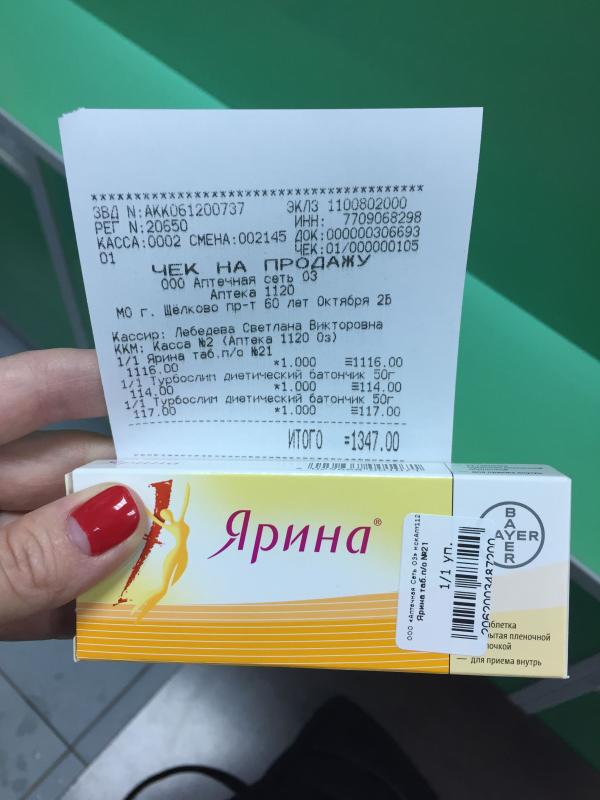 ************************************************
ЗВД N:АКК061200737 ЭКЛЗ 1100802000
РЕГ N:20650 ИНН: 7709068298
КАССА:0002 СМЕНА:002145 ДОК:000000306693
01 ЧЕК:01/000000105
ЧЕК НА ПРОДАЖУ
ООО Аптечная сеть 03
Аптека 1120
МО г. Щёлково пр-т 60 лет Октября 2Б
Кассир: Лебедева Светлана Викторовна
ККМ: Касса №2 (Аптека 1120 Оз)
1/1 Ярина таб.п/о №21
1116.00 *1.000 ≡1116.00
1/1 Турбослим диетический батончик 50г
114.00 *1.000 ≡114.00
1/1 Турбослим диетический батончик 50г
117.00 *1.000 ≡117.00
ИТОГО =1347.00
Ярина®
ООО «Аптечная Сеть 03»
Ярина таб.п/о №21
1/1 уп.
BAYER
BAYER
таблетка
пленочной
для приема внутрь